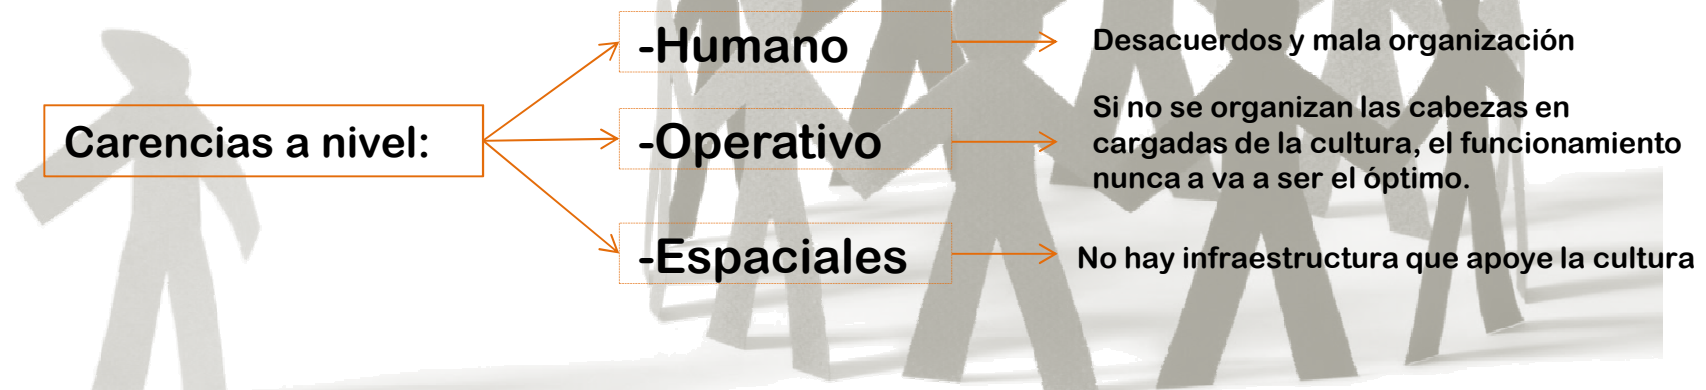 Carencias a nivel:
-Humano
Desacuerdos y mala organización
-Operativo
Si no se organizan las cabezas en
cargadas de la cultura, el funcionamiento
nunca a va a ser el óptimo.
-Espaciales
No hay infraestructura que apoye la cultura